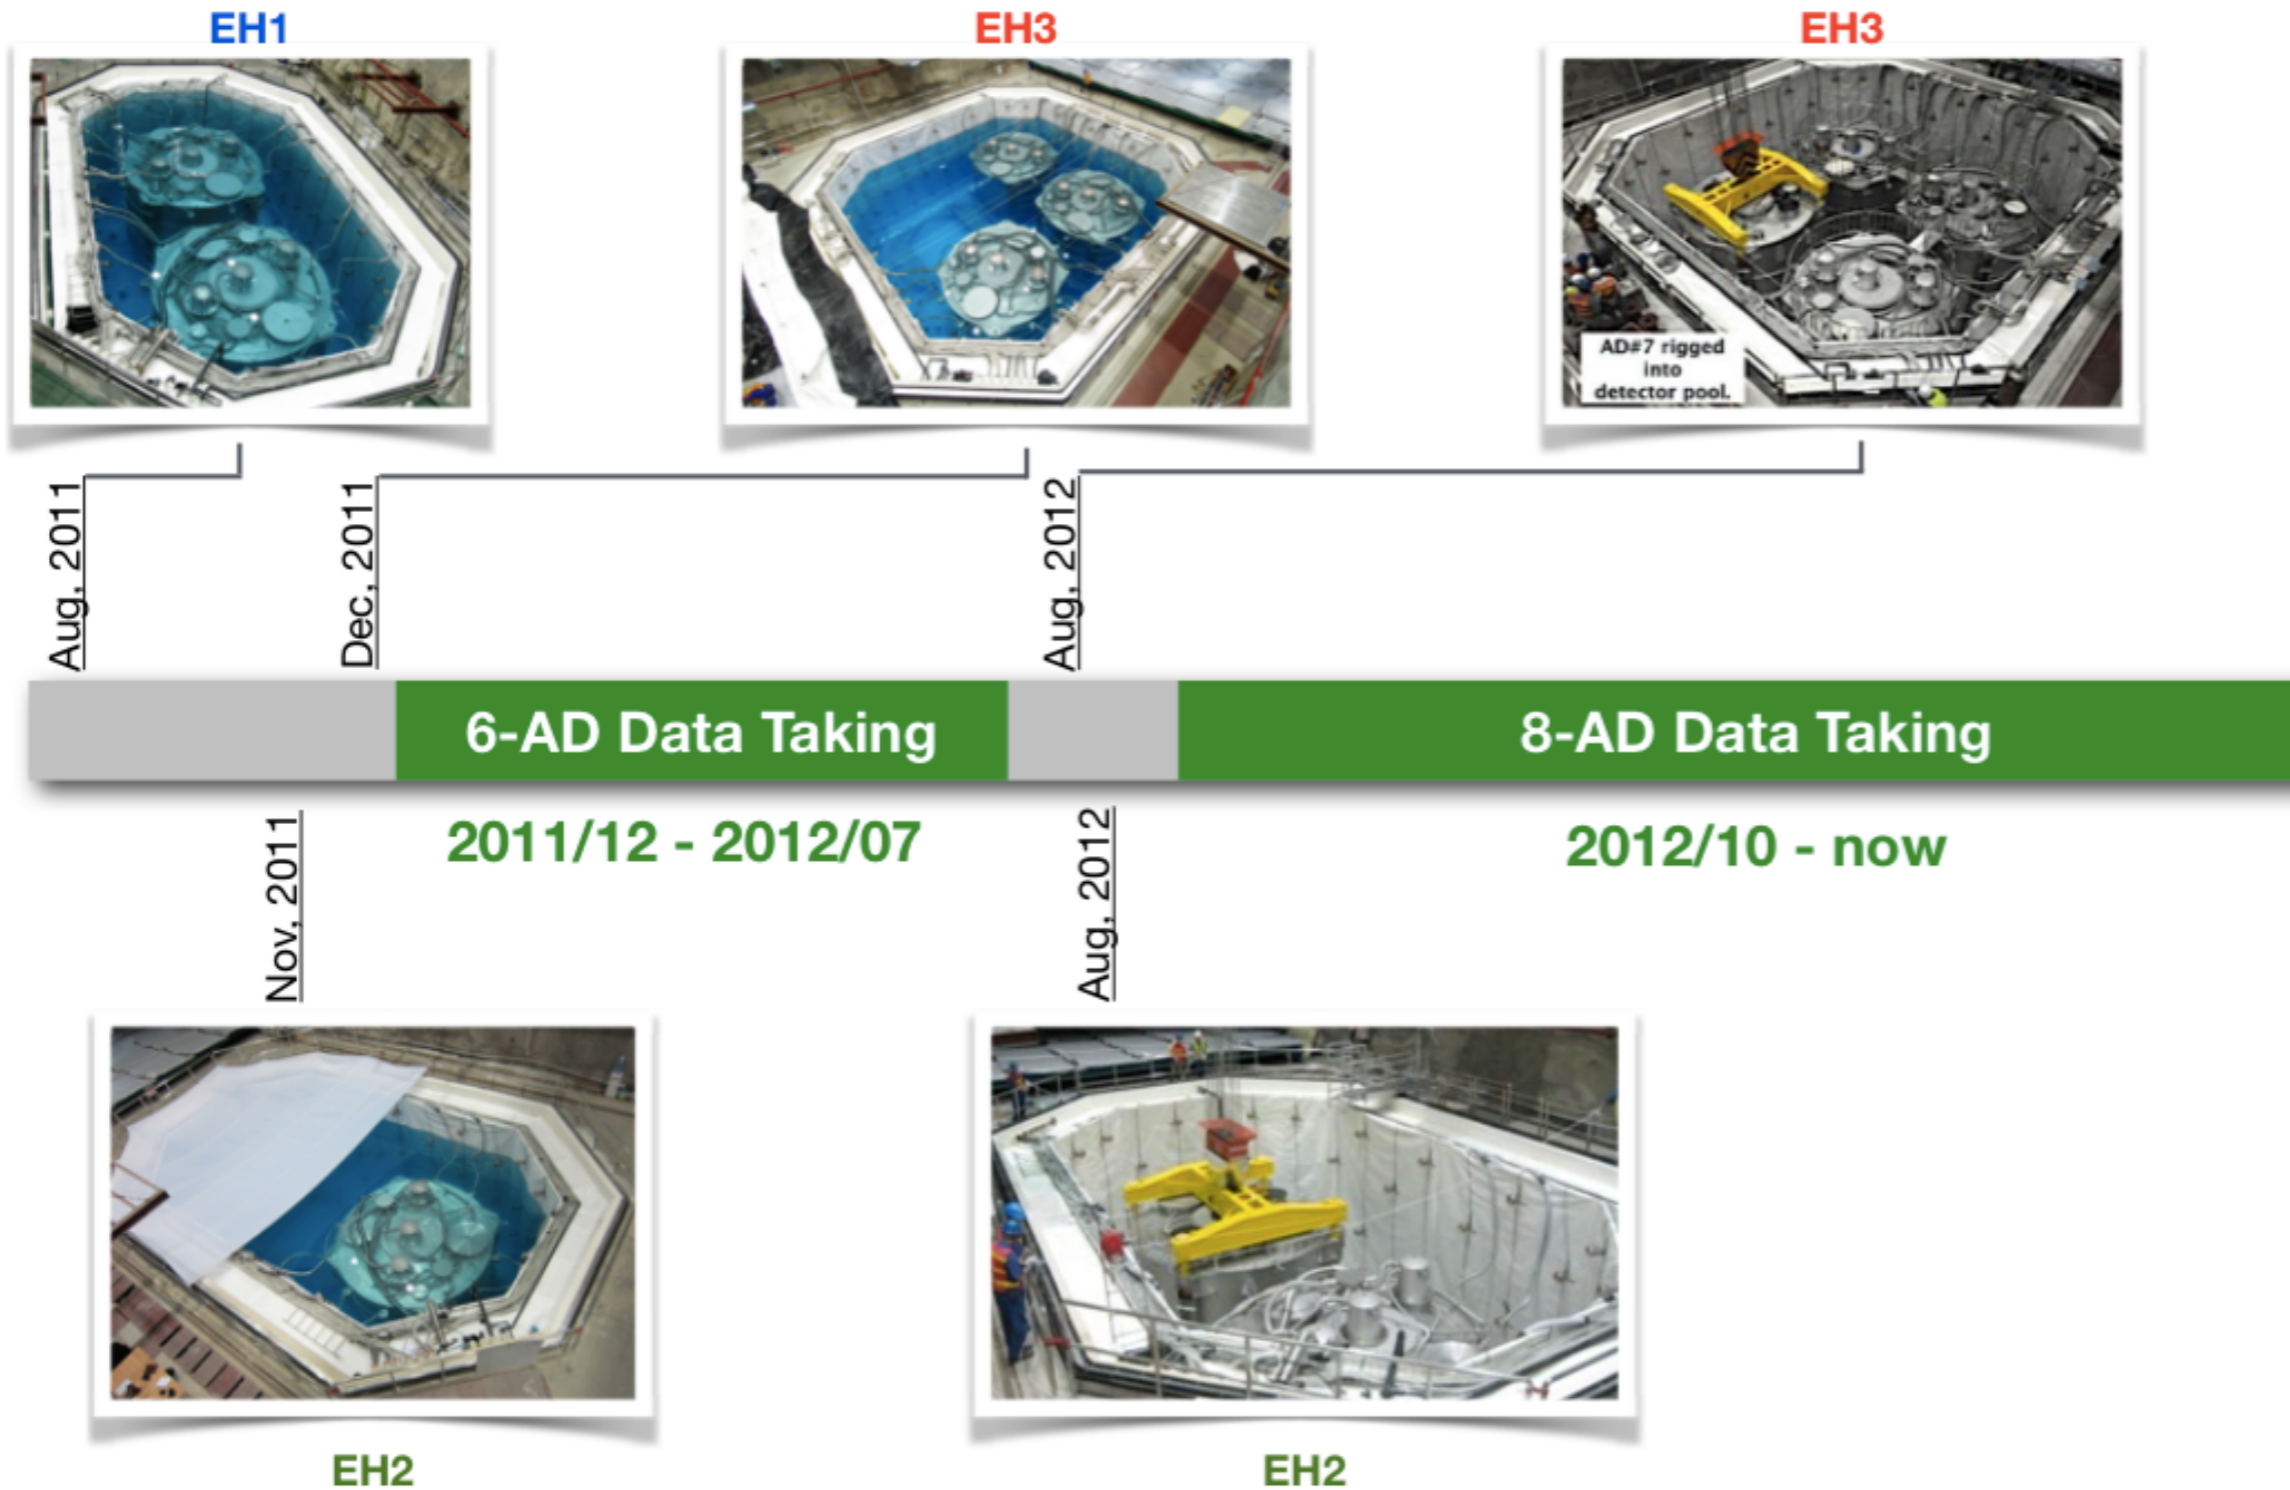 EH1
EH3
EH3
AD#7 rigged
into
detector pool.
Aug, 2011
Dec, 2011
Aug, 2012
6-AD Data Taking
8-AD Data Taking
2011/12 - 2012/07
2012/10 - now
Nov, 2011
Aug, 2012
EH2
EH2